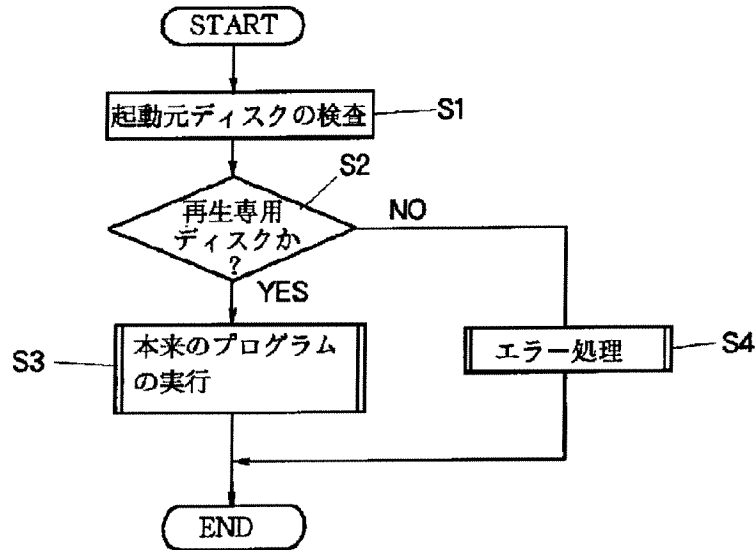 START
起動元ディスクの検査
S1
S2
再生専用
ディスクか
?
NO
YES
S3
本来のプログラム
の実行
エラー処理
S4
END